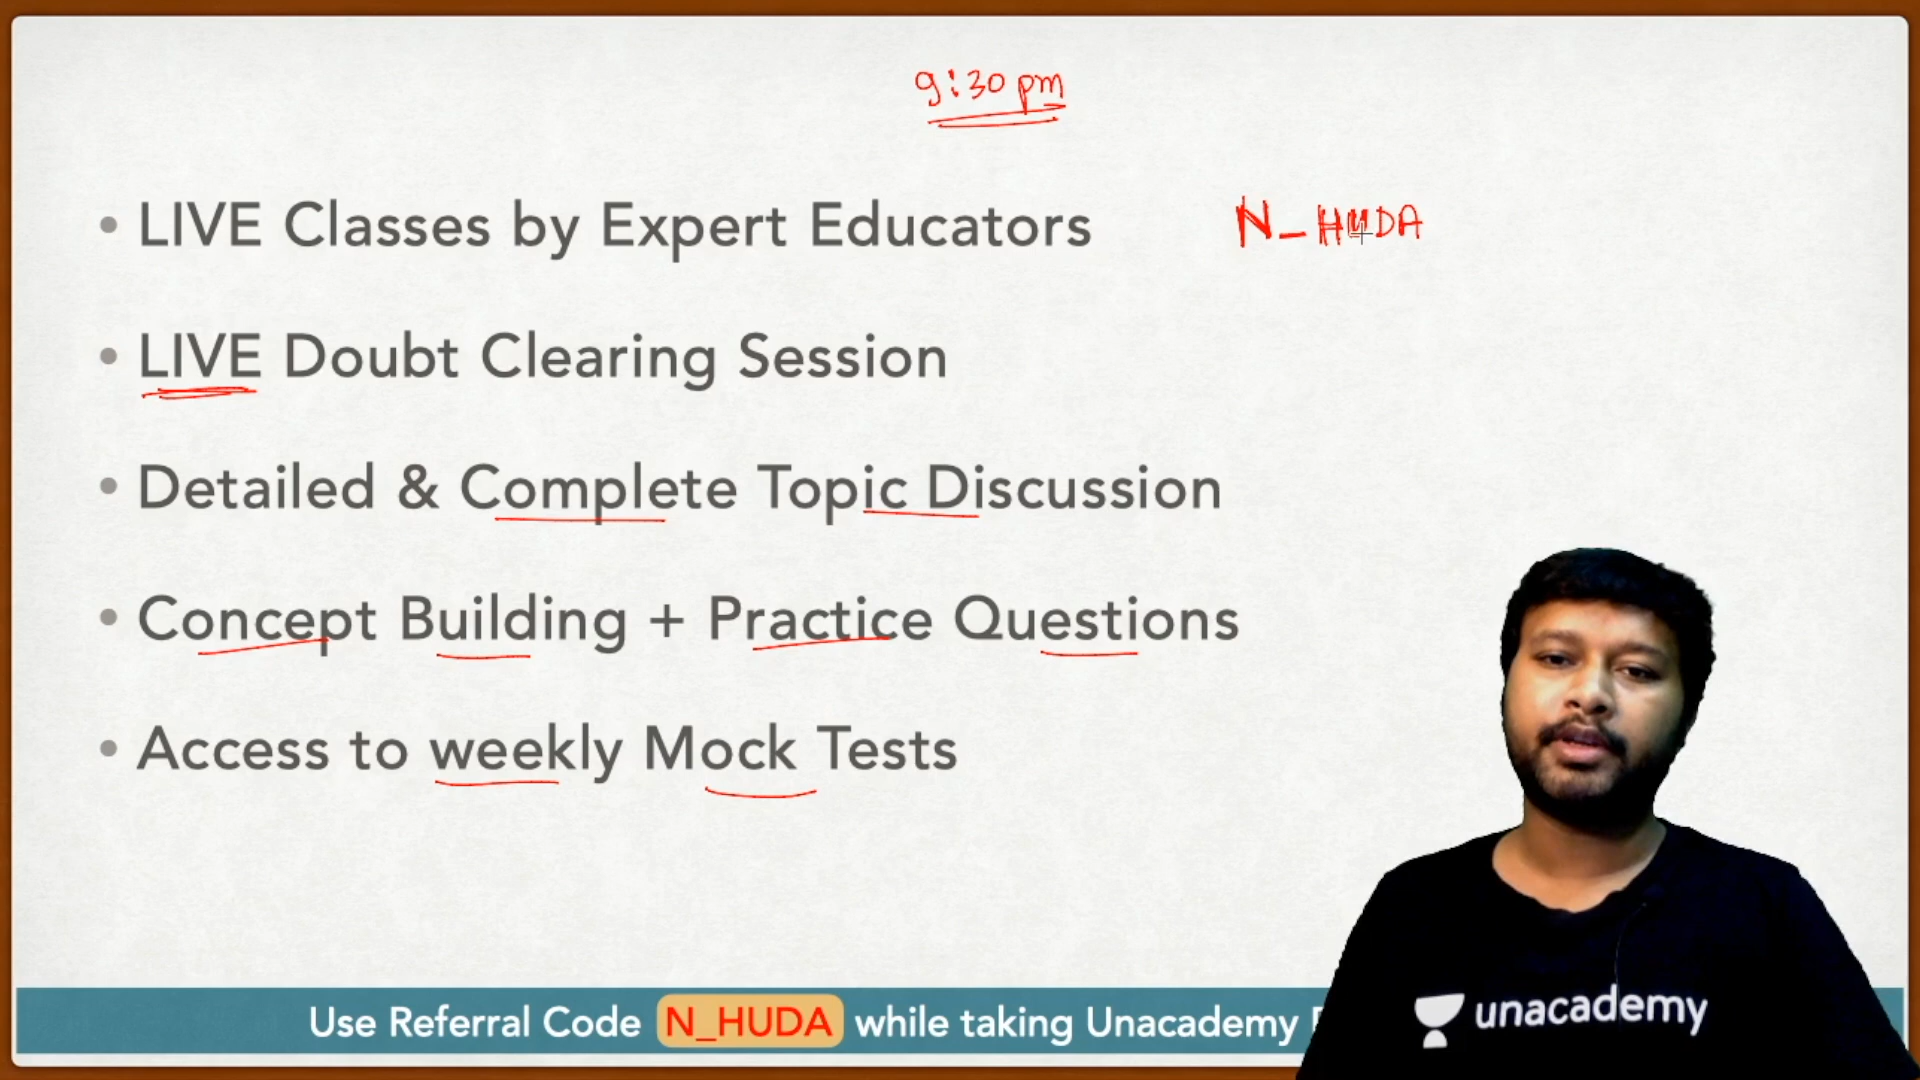 9:30 pm
• LIVE Classes by Expert Educators
N_HUDA
• LIVE Doubt Clearing Session
• Detailed & Complete Topic Discussion
• Concept Building + Practice Questions
• Access to weekly Mock Tests
unacademy
Use Referral Code N_HUDA while taking Unacademy